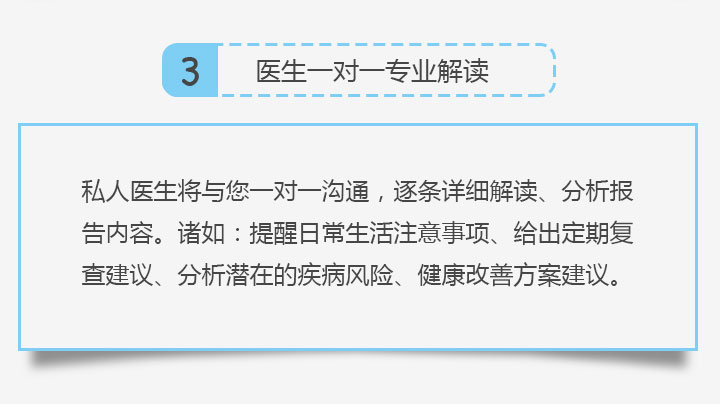 3
医生一对一专业解读
私人医生将与您一对一沟通，逐条详细解读、分析报
告内容。诸如：提醒日常生活注意事项、给出定期复
查建议、分析潜在的疾病风险、健康改善方案建议。